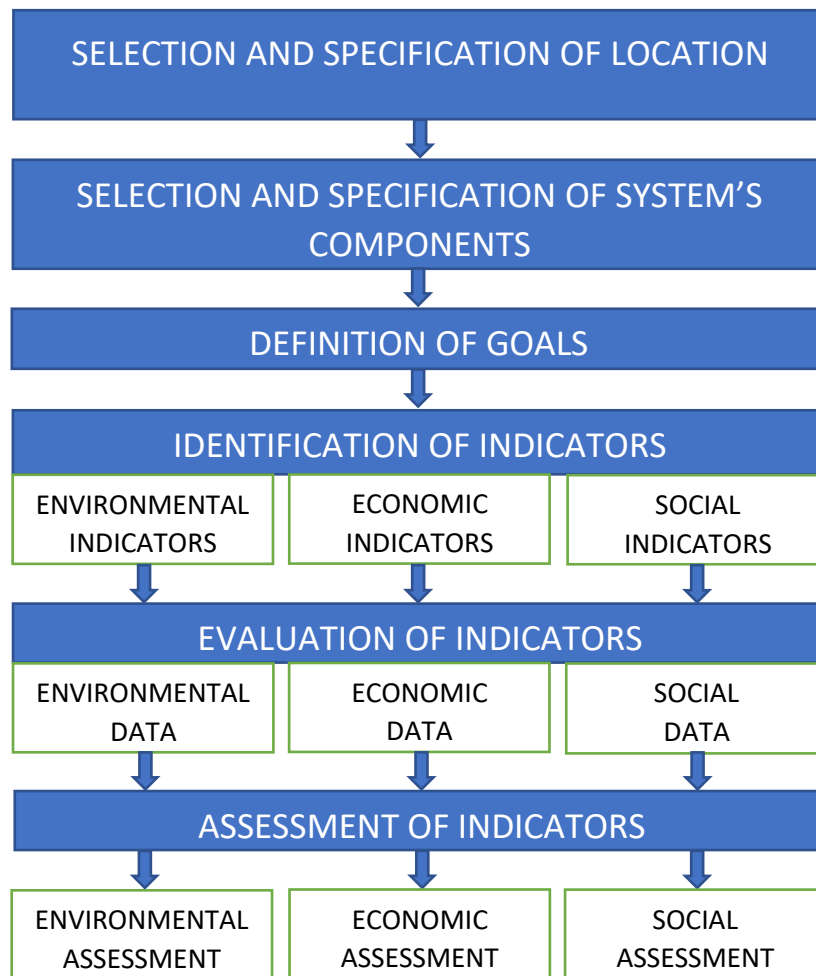 SELECTION AND SPECIFICATION OF LOCATION
SELECTION AND SPECIFICATION OF SYSTEM’S
COMPONENTS
DEFINITION OF GOALS
IDENTIFICATION OF INDICATORS
ENVIRONMENTAL
INDICATORS
ECONOMIC
INDICATORS
SOCIAL
INDICATORS
EVALUATION OF INDICATORS
ENVIRONMENTAL
DATA
ECONOMIC
DATA
SOCIAL
DATA
ASSESSMENT OF INDICATORS
ENVIRONMENTAL
ASSESSMENT
ECONOMIC
ASSESSMENT
SOCIAL
ASSESSMENT